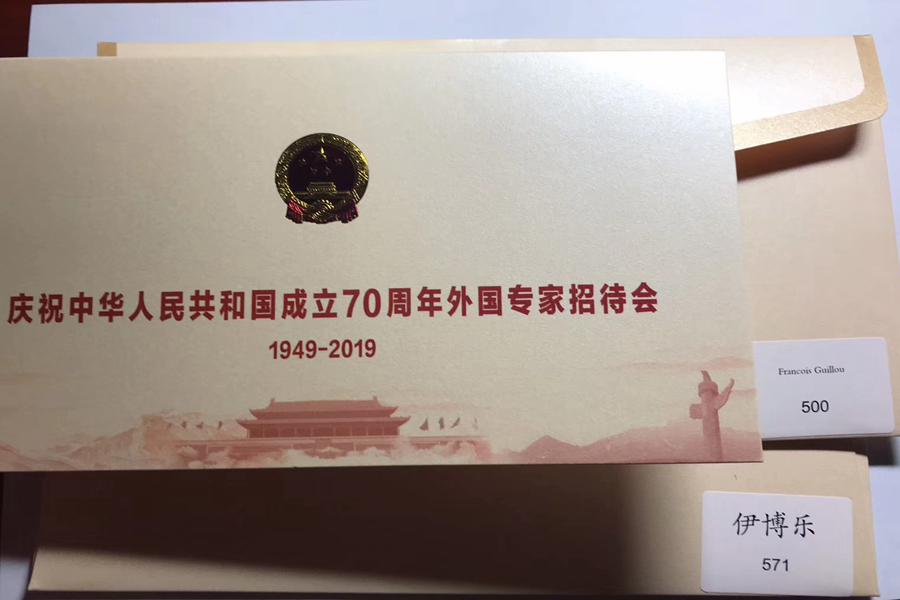 庆祝中华人民共和国成立70周年外国专家招待会
1949-2019
Francois Guillou
500
伊博乐
571